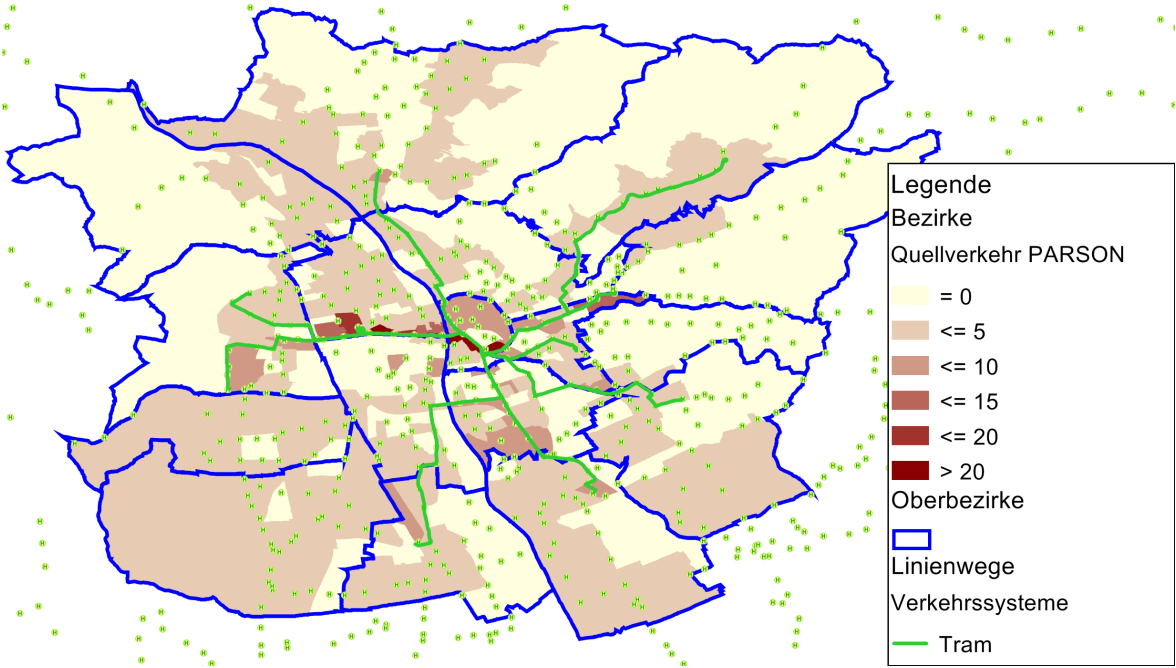 Legende
Bezirke
Quellverkehr PARSON
= 0
<= 5
<= 10
<= 15
<= 20
> 20
Oberbezirke
Linienwege
Verkehrssysteme
Tram